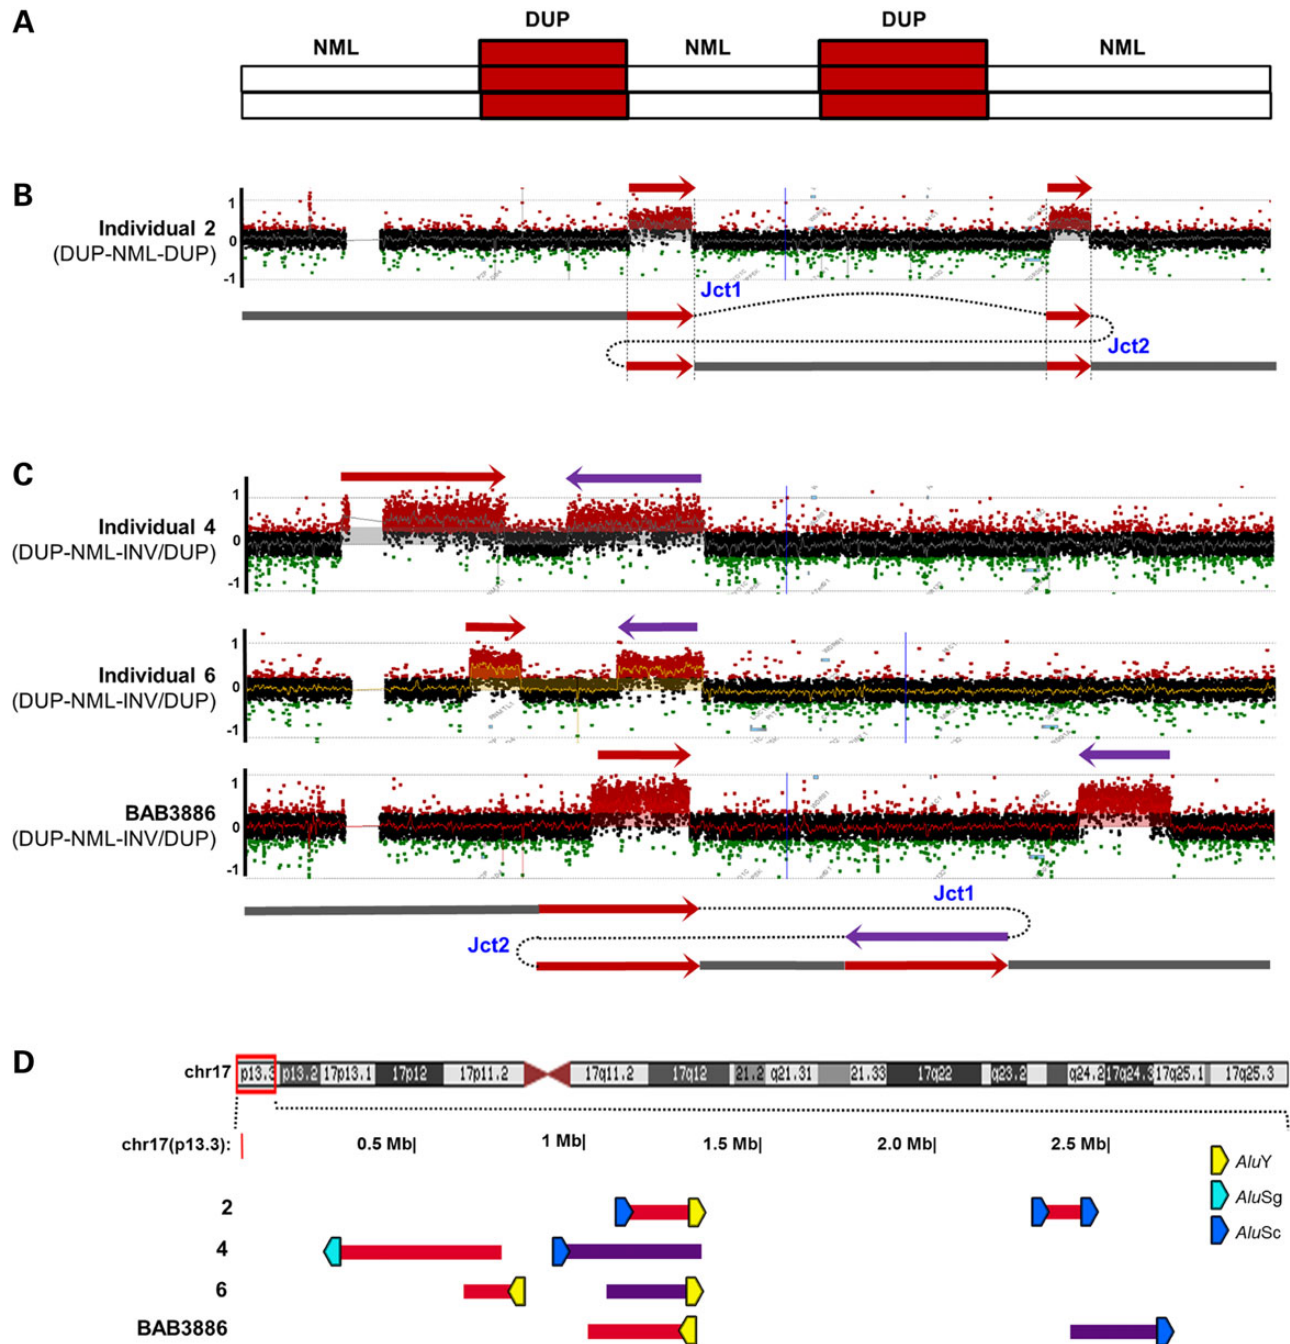 A
DUP DUP
NML NML NML
B
1
Individual 2
(DUP-NML-DUP)
0
-1
Jct1
Jct2
C
1
Individual 4
(DUP-NML-INV/DUP)
0
-1
1
Individual 6
(DUP-NML-INV/DUP)
0
-1
1
BAB3886
(DUP-NML-INV/DUP)
0
-1
Jct1
Jct2
D
chr17 p13.3 p13.2 17p13.1 17p12 17p11.2 17q11.2 17q12 21.2 q21.31 21.33 17q22 q23.2 q24.2 17q24.3 17q25.1 17q25.3
chr17(p13.3): 0.5 Mb| 1 Mb| 1.5 Mb| 2.0 Mb| 2.5 Mb|
AluY
AluSg
AluSc
2
4
6
BAB3886